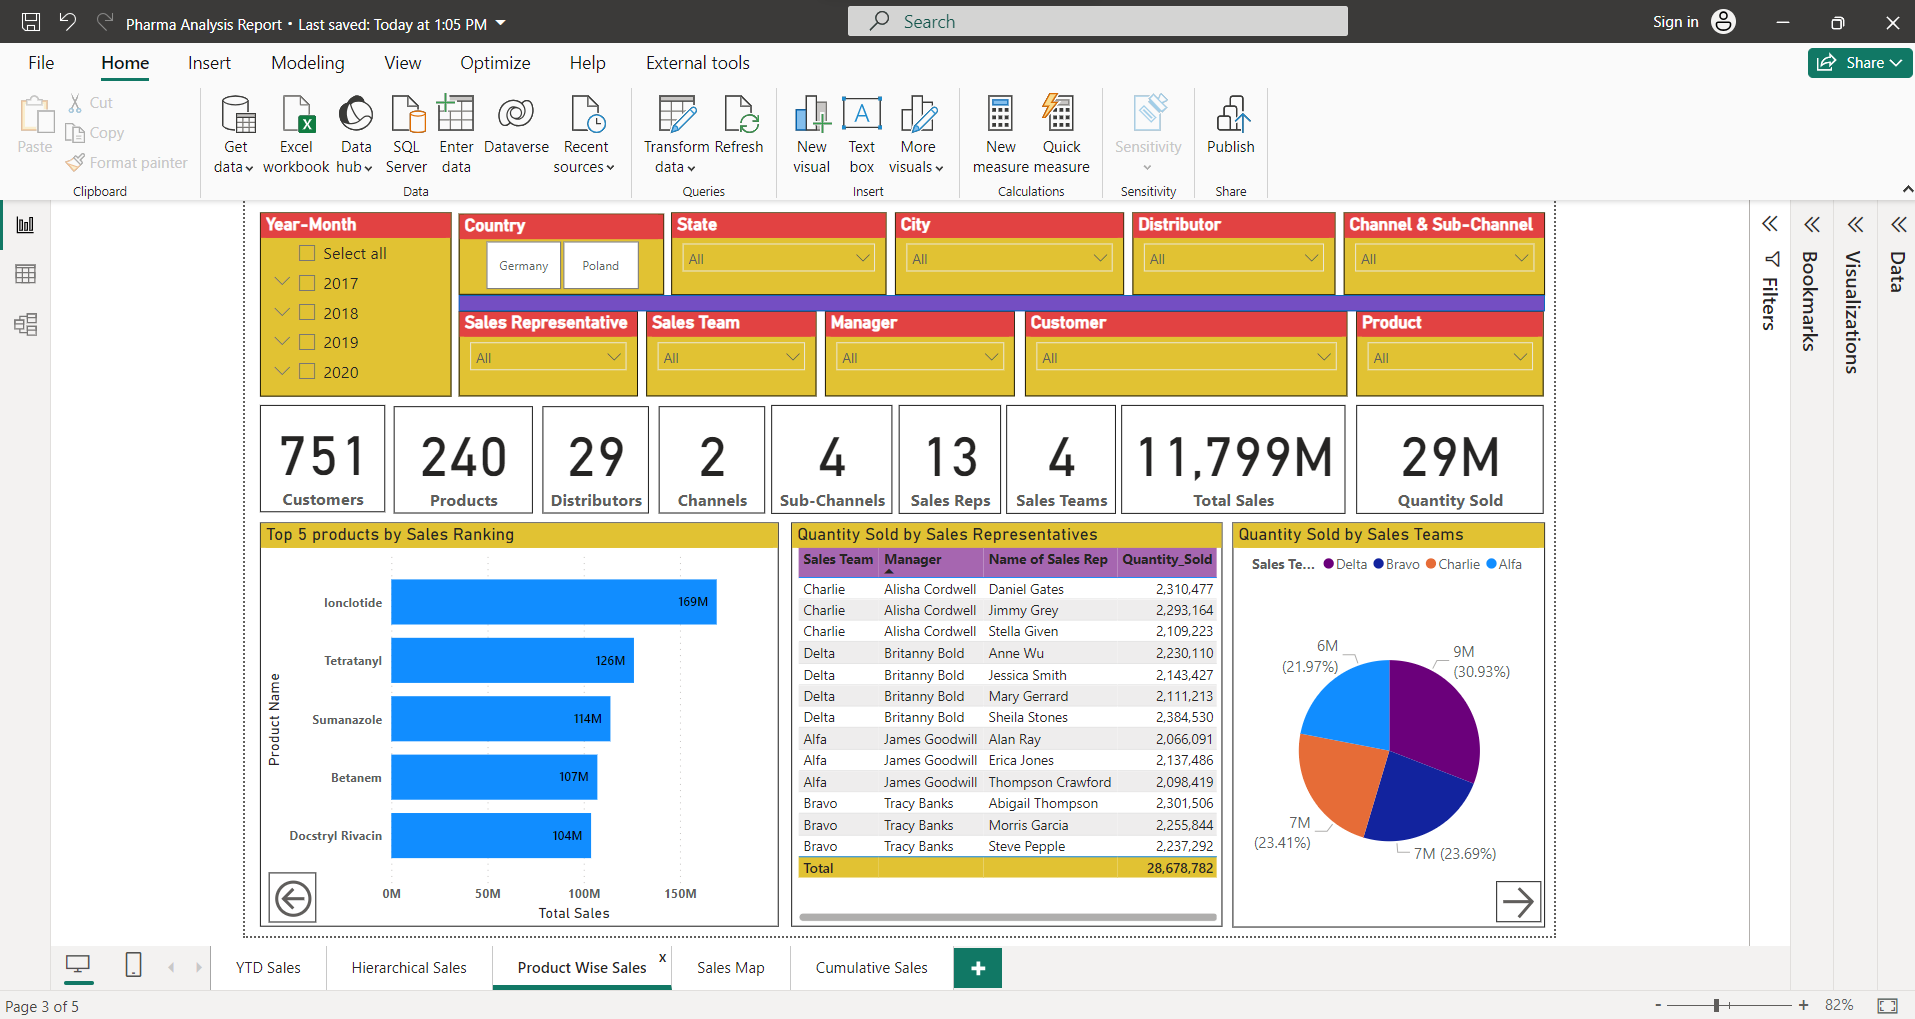 Pharma Analysis Report • Last saved: Today at 1:05 PM
Search
Sign in
File Home Insert Modeling View Optimize Help External tools
Share
Paste
Cut
Copy
Format painter
Clipboard
Get data
Excel workbook
Data hub
SQL Server
Enter data
Dataverse
Recent sources
Data
Transform data
Refresh
Queries
New visual
Text box
More visuals
Insert
New measure
Quick measure
Calculations
Sensitivity
Sensitivity
Publish
Share
Year-Month
Select all
2017
2018
2019
2020
Country
Germany
Poland
State
All
City
All
Distributor
All
Channel & Sub-Channel
All
Sales Representative
All
Sales Team
All
Manager
All
Customer
All
Product
All
751
Customers
240
Products
29
Distributors
2
Channels
4
Sub-Channels
13
Sales Reps
4
Sales Teams
11,799M
Total Sales
29M
Quantity Sold
Top 5 products by Sales Ranking
Product Name
Ionclotide 169M
Tetratanyl 126M
Sumanazole 114M
Betanem 107M
Docstryl Rivacin 104M
0M 50M 100M 150M
Total Sales
Quantity Sold by Sales Representatives
Sales Team Manager Name of Sales Rep Quantity_Sold
Charlie Alisha Cordwell Daniel Gates 2,310,477
Charlie Alisha Cordwell Jimmy Grey 2,293,164
Charlie Alisha Cordwell Stella Given 2,109,223
Delta Britanny Bold Anne Wu 2,230,110
Delta Britanny Bold Jessica Smith 2,143,427
Delta Britanny Bold Mary Gerrard 2,111,213
Delta Britanny Bold Sheila Stones 2,384,530
Alfa James Goodwill Alan Ray 2,066,091
Alfa James Goodwill Erica Jones 2,137,486
Alfa James Goodwill Thompson Crawford 2,098,419
Bravo Tracy Banks Abigail Thompson 2,301,506
Bravo Tracy Banks Morris Garcia 2,255,844
Bravo Tracy Banks Steve Pepple 2,237,292
Total 28,678,782
Quantity Sold by Sales Teams
Sales Te... Delta Bravo Charlie Alfa
6M
(21.97%)
9M
(30.93%)
7M
(23.41%)
7M (23.69%)
Filters
Bookmarks
Visualizations
Data
YTD Sales
Hierarchical Sales
Product Wise Sales x
Sales Map
Cumulative Sales
+
Page 3 of 5
- + 82%